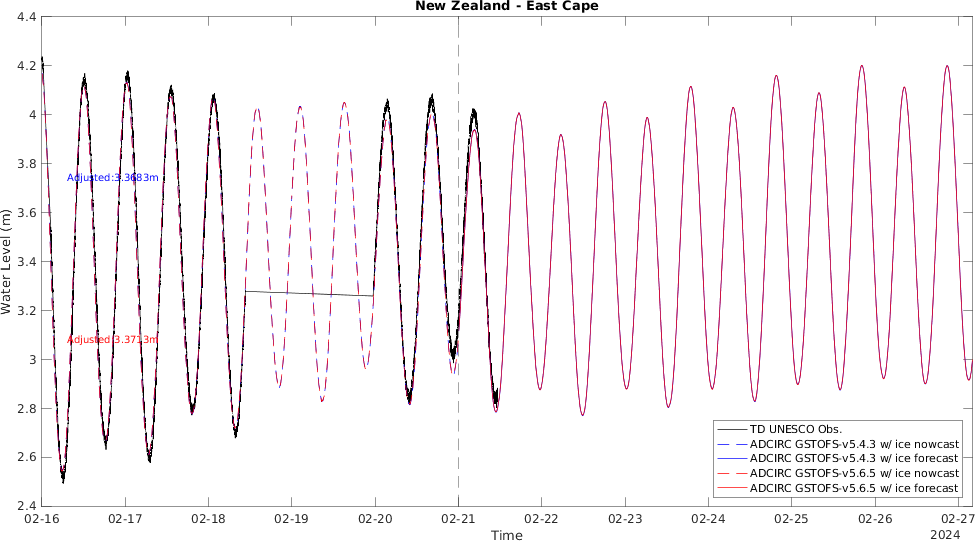 New Zealand - East Cape
Water Level (m)
4.4
4.2
4
3.8
3.6
3.4
3.2
3
2.8
2.6
2.4
Adjusted:3.3683m
Adjusted:3.3713m
TD UNESCO Obs.
ADCIRC GSTOFS-v5.4.3 w/ ice nowcast
ADCIRC GSTOFS-v5.4.3 w/ ice forecast
ADCIRC GSTOFS-v5.6.5 w/ ice nowcast
ADCIRC GSTOFS-v5.6.5 w/ ice forecast
02-16 02-17 02-18 02-19 02-20 02-21 02-22 02-23 02-24 02-25 02-26 02-27
Time
2024